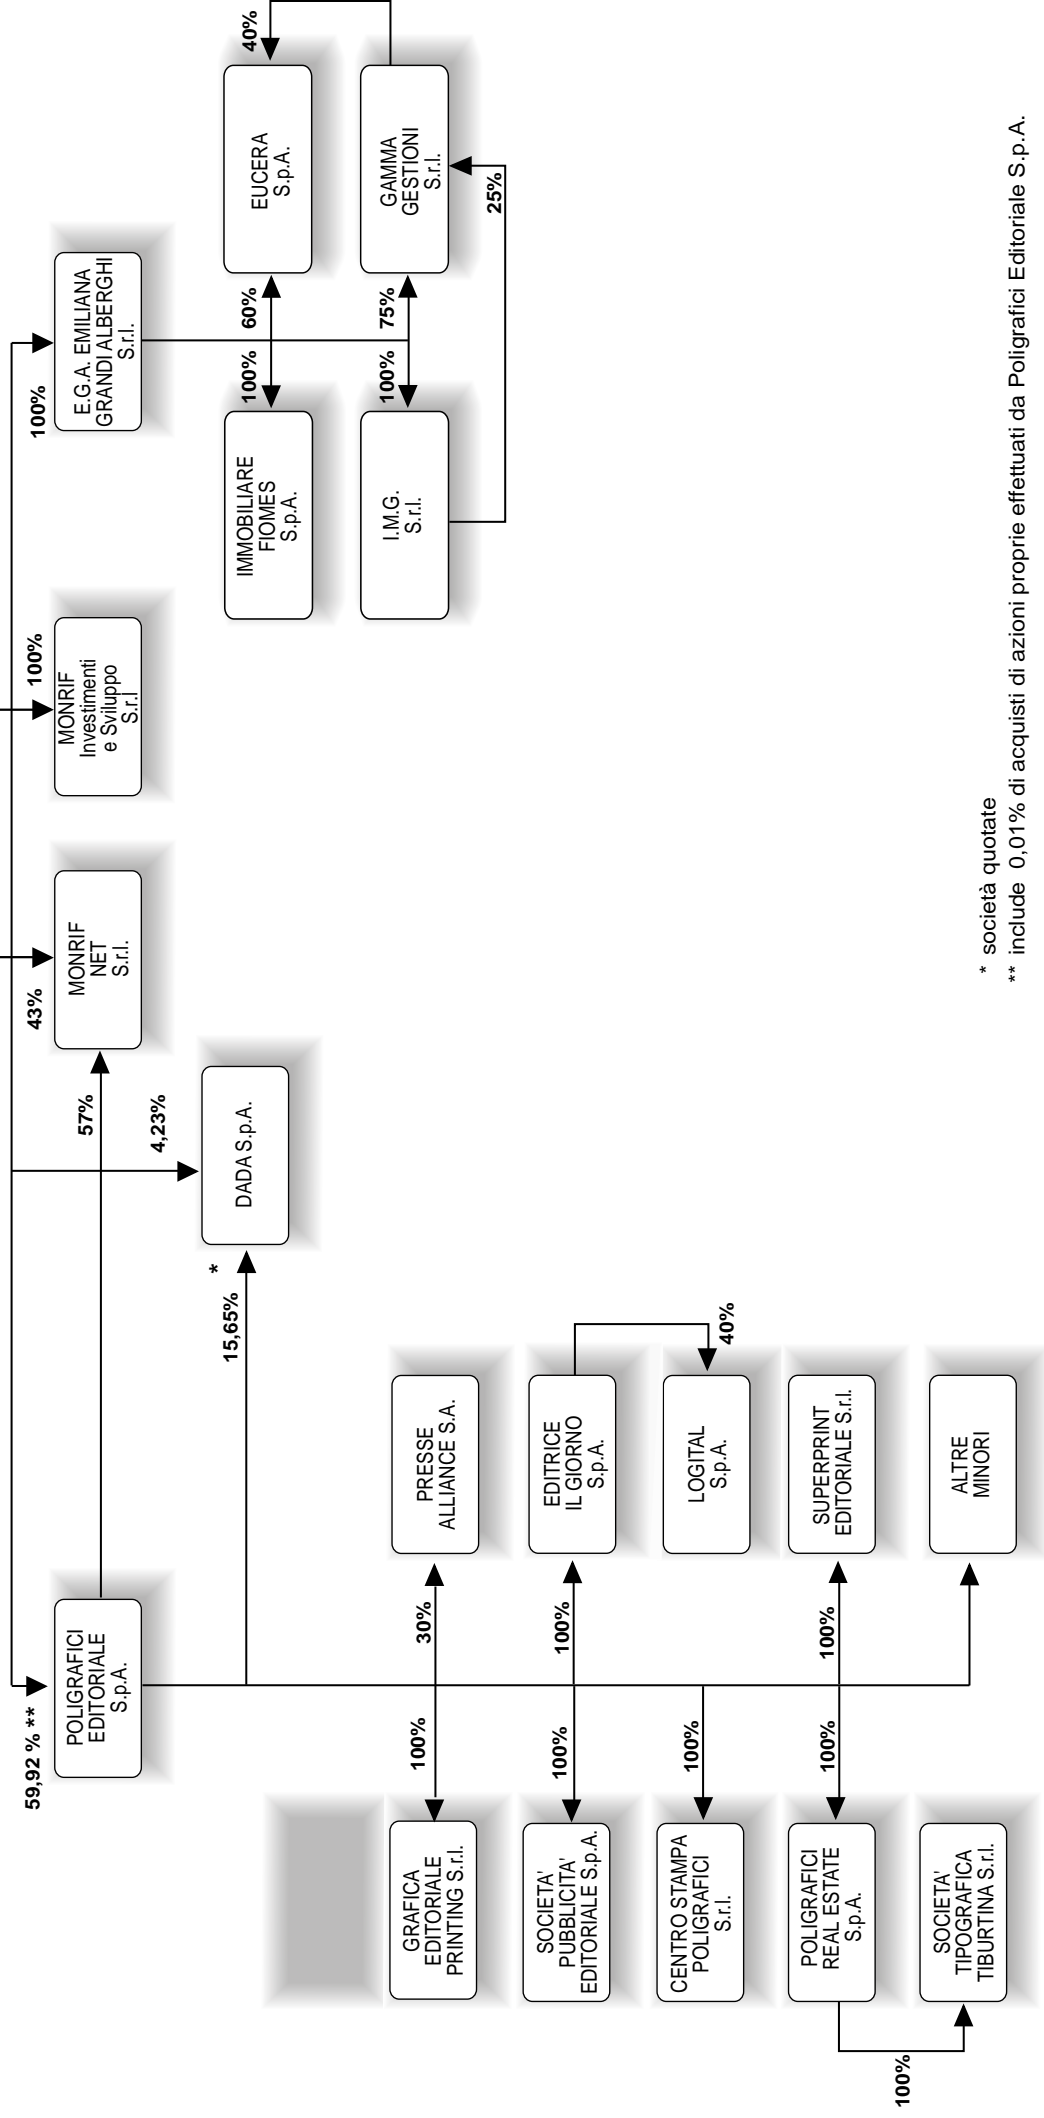 59,92 % **
43%
100%
100%
POLIGRAFICI
EDITORIALE
S.p.A.
57%
MONRIF
NET
S.r.l.
MONRIF
Investimenti
e Sviluppo
S.r.l
E.G.A. EMILIANA
GRANDI ALBERGHI
S.r.l.
4,23%
15,65%
*
DADA S.p.A.
100%
60%
40%
IMMOBILIARE
FIOMES
S.p.A.
EUCERA
S.p.A.
100%
75%
I.M.G.
S.r.l.
GAMMA
GESTIONI
S.r.l.
25%
GRAFICA
EDITORIALE
PRINTING S.r.l.
100%
30%
PRESSE
ALLIANCE S.A.
SOCIETA'
PUBBLICITA'
EDITORIALE S.p.A.
100%
100%
EDITRICE
IL GIORNO
S.p.A.
CENTRO STAMPA
POLIGRAFICI
S.r.l.
100%
LOGITAL
S.p.A.
40%
POLIGRAFICI
REAL ESTATE
S.p.A.
100%
100%
SUPERPRINT
EDITORIALE S.r.l.
100%
SOCIETA'
TIPOGRAFICA
TIBURTINA S.r.l.
ALTRE
MINORI
* società quotate
** include 0,01% di acquisti di azioni proprie effettuati da Poligrafici Editoriale S.p.A.